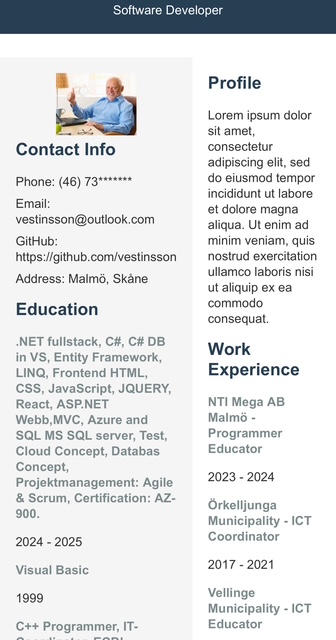 Software Developer
Contact Info
Phone: (46) 73*******
Email:
vestinsson@outlook.com
GitHub:
https://github.com/vestinsson
Address: Malmö, Skåne
Education
.NET fullstack, C#, C# DB
in VS, Entity Framework,
LINQ, Frontend HTML,
CSS, JavaScript, JQUERY,
React, ASP.NET
Webb,MVC, Azure and
SQL MS SQL server, Test,
Cloud Concept, Databas
Concept,
Projektmanagement: Agile
& Scrum, Certification: AZ-
900.
2024 - 2025
Visual Basic
1999
C++ Programmer, IT-
Profile
Lorem ipsum dolor
sit amet,
consectetur
adipiscing elit, sed
do eiusmod tempor
incididunt ut labore
et dolore magna
aliqua. Ut enim ad
minim veniam, quis
nostrud exercitation
ullamco laboris nisi
ut aliquip ex ea
commodo
consequat.
Work
Experience
NTI Mega AB
Malmö -
Programmer
Educator
2023 - 2024
Örkelljunga
Municipality - ICT
Coordinator
2017 - 2021
Vellinge
Municipality - ICT
Educator